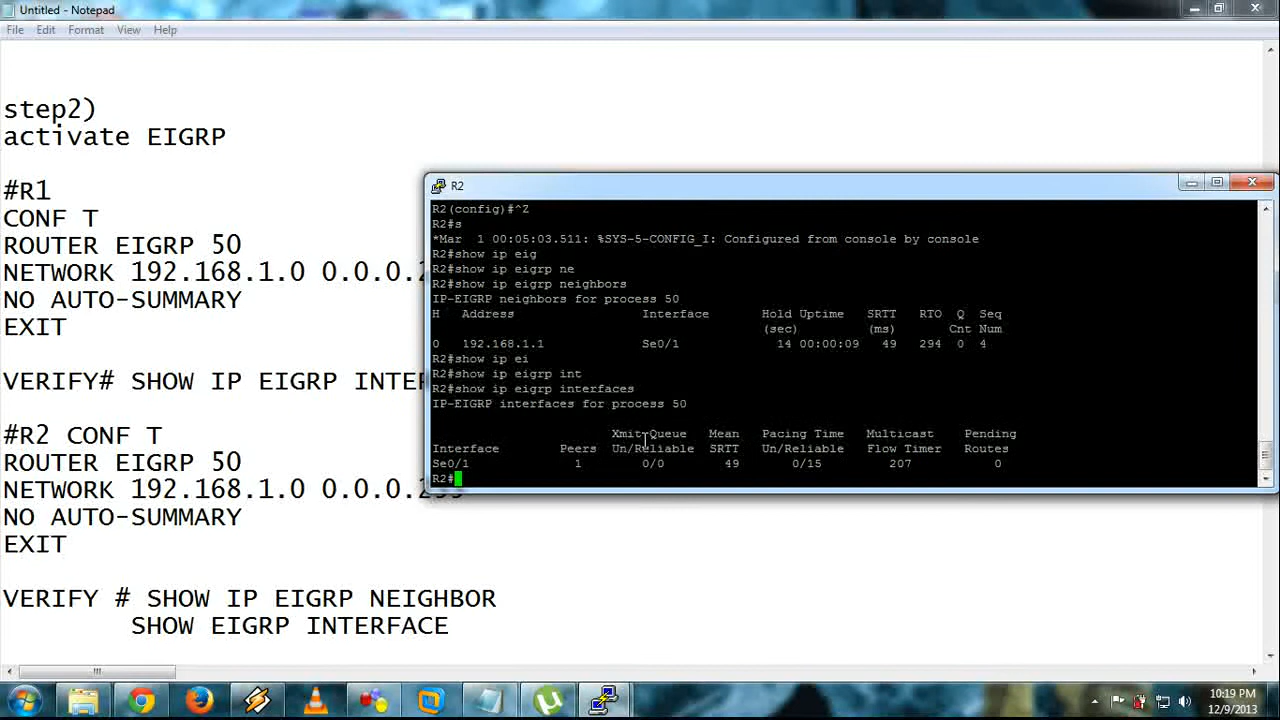 Untitled - Notepad
File Edit Format View Help
step2)
activate EIGRP
#R1
CONF T
ROUTER EIGRP 50
NETWORK 192.168.1.0 0.0.0.2
NO AUTO-SUMMARY
EXIT
VERIFY# SHOW IP EIGRP INTER
#R2 CONF T
ROUTER EIGRP 50
NETWORK 192.168.1.0 0.0.0.255
NO AUTO-SUMMARY
EXIT
VERIFY # SHOW IP EIGRP NEIGHBOR
SHOW EIGRP INTERFACE
R2
R2(config)#^Z
R2#s
*Mar 1 00:05:03.511: %SYS-5-CONFIG_I: Configured from console by console
R2#show ip eig
R2#show ip eigrp ne
R2#show ip eigrp neighbors
IP-EIGRP neighbors for process 50
H Address Interface Hold Uptime SRTT RTO Q Seq
(sec) (ms) Cnt Num
0 192.168.1.1 Se0/1 14 00:00:09 49 294 0 4
R2#show ip ei
R2#show ip eigrp int
R2#show ip eigrp interfaces
IP-EIGRP interfaces for process 50
Xmit Queue Mean Pacing Time Multicast Pending
Interface Peers Un/Reliable SRTT Un/Reliable Flow Timer Routes
Se0/1 1 0/0 49 0/15 207 0
R2#
10:19 PM
12/9/2013